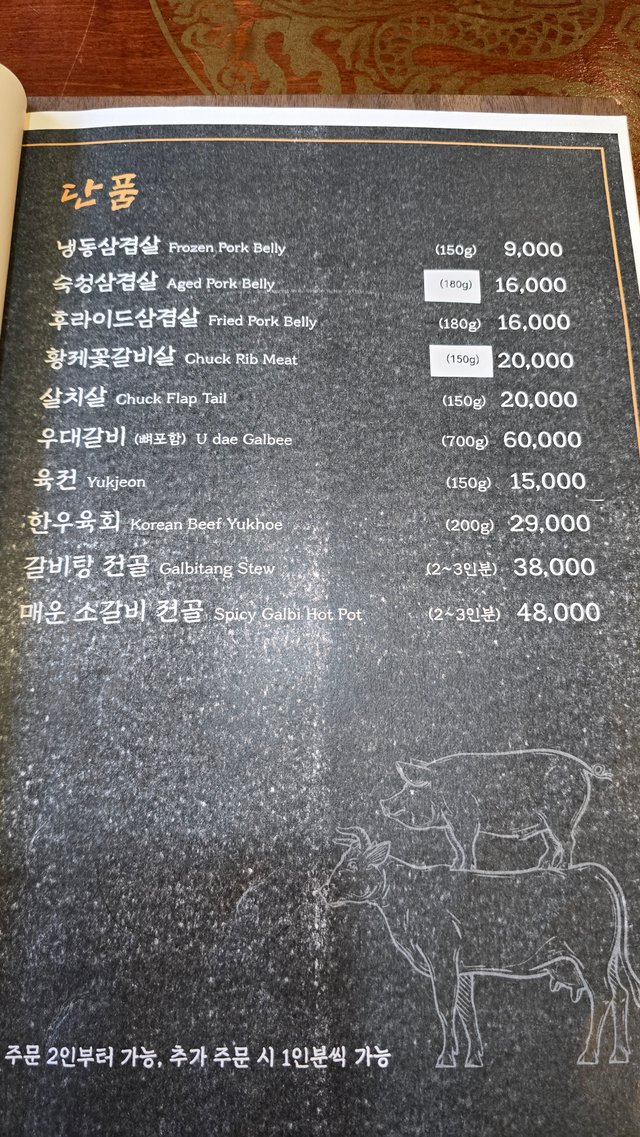 단품
냉동삼겹살 Frozen Pork Belly (150g) 9,000
숙성삼겹살 Aged Pork Belly (180g) 16,000
후라이드삼겹살 Fried Pork Belly (180g) 16,000
황게꽃갈비살 Chuck Rib Meat (150g) 20,000
살치살 Chuck Flap Tail (150g) 20,000
우대갈비 (뼈포함) U dae Galbee (700g) 60,000
육전 Yukjeon (150g) 15,000
한우육회 Korean Beef Yukhoe (200g) 29,000
갈비탕 전골 Galbitang Stew (2~3인분) 38,000
매운 소갈비 전골 Spicy Galbi Hot Pot (2~3인분) 48,000
주문 2인부터 가능, 추가 주문 시 1인분씩 가능